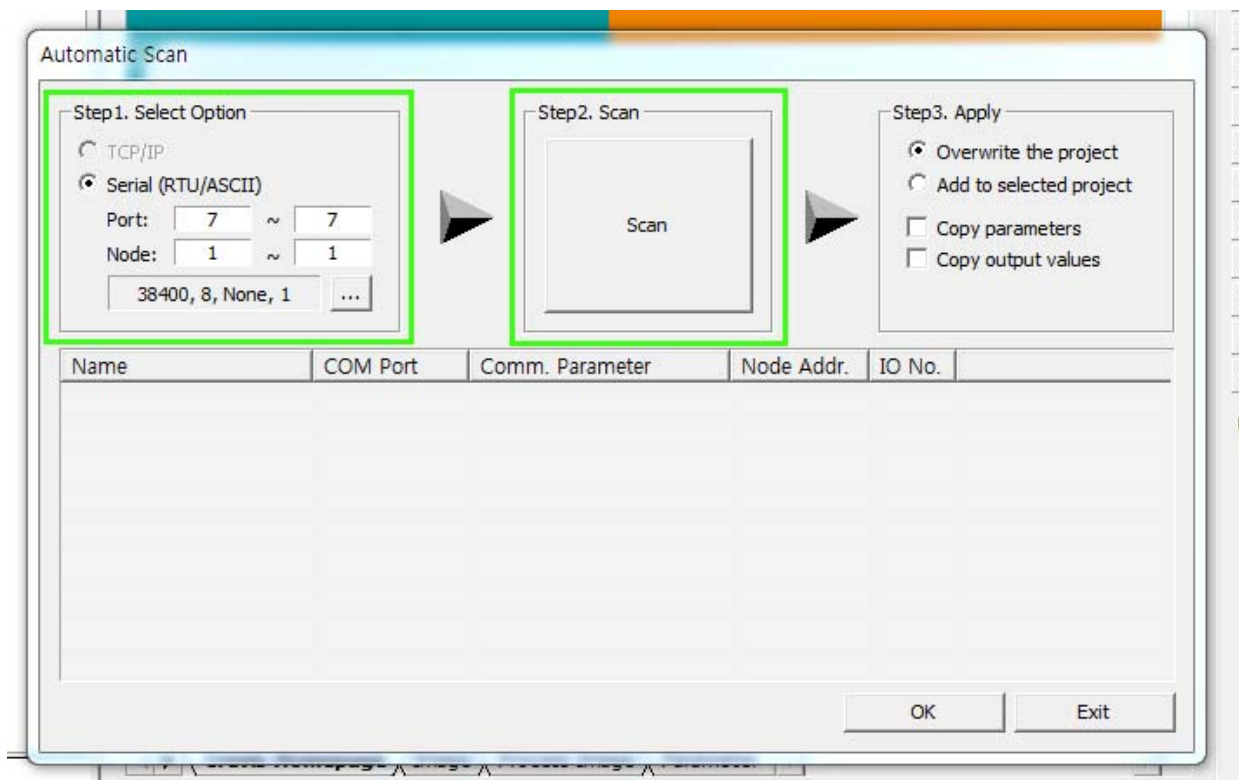 Automatic Scan
Step1. Select Option
TCP/IP
Serial (RTU/ASCII)
Port: 7 ~ 7
Node: 1 ~ 1
38400, 8, None, 1 ...
Step2. Scan
Scan
Step3. Apply
Overwrite the project
Add to selected project
Copy parameters
Copy output values
Name COM Port Comm. Parameter Node Addr. IO No.
OK Exit